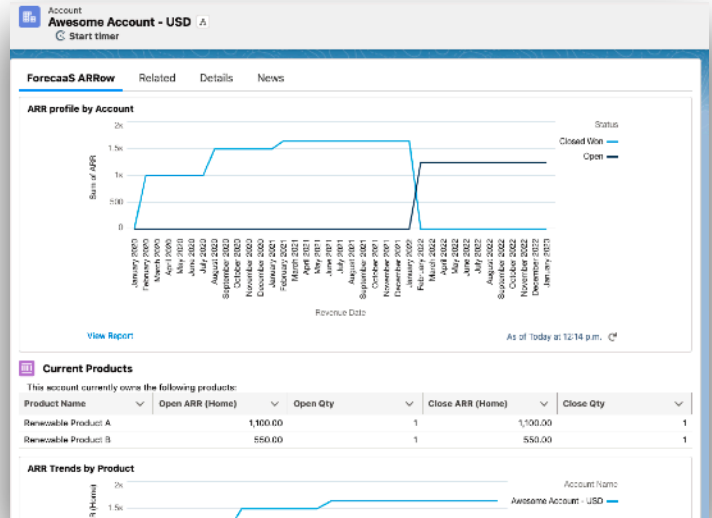 Account
Awesome Account - USD
Start timer
ForecaaS ARRow Related Details News
ARR profile by Account
Status
Closed Won
Open
Sum of ARR
2k
1.5k
1k
500
0
January 2020
February 2020
March 2020
April 2020
May 2020
June 2020
July 2020
August 2020
September 2020
October 2020
November 2020
December 2020
January 2021
February 2021
March 2021
April 2021
May 2021
June 2021
July 2021
August 2021
September 2021
October 2021
November 2021
December 2021
January 2022
February 2022
March 2022
April 2022
May 2022
June 2022
July 2022
August 2022
September 2022
October 2022
November 2022
December 2022
January 2023
Revenue Date
View Report
As of Today at 12:14 p.m.
Current Products
This account currently owns the following products:
Product Name Open ARR (Home) Open Qty Close ARR (Home) Close Qty
Renewable Product A 1,100.00 1 1,100.00 1
Renewable Product B 550.00 1 550.00 1
ARR Trends by Product
Account Name
Awesome Account - USD
2k
1.5k